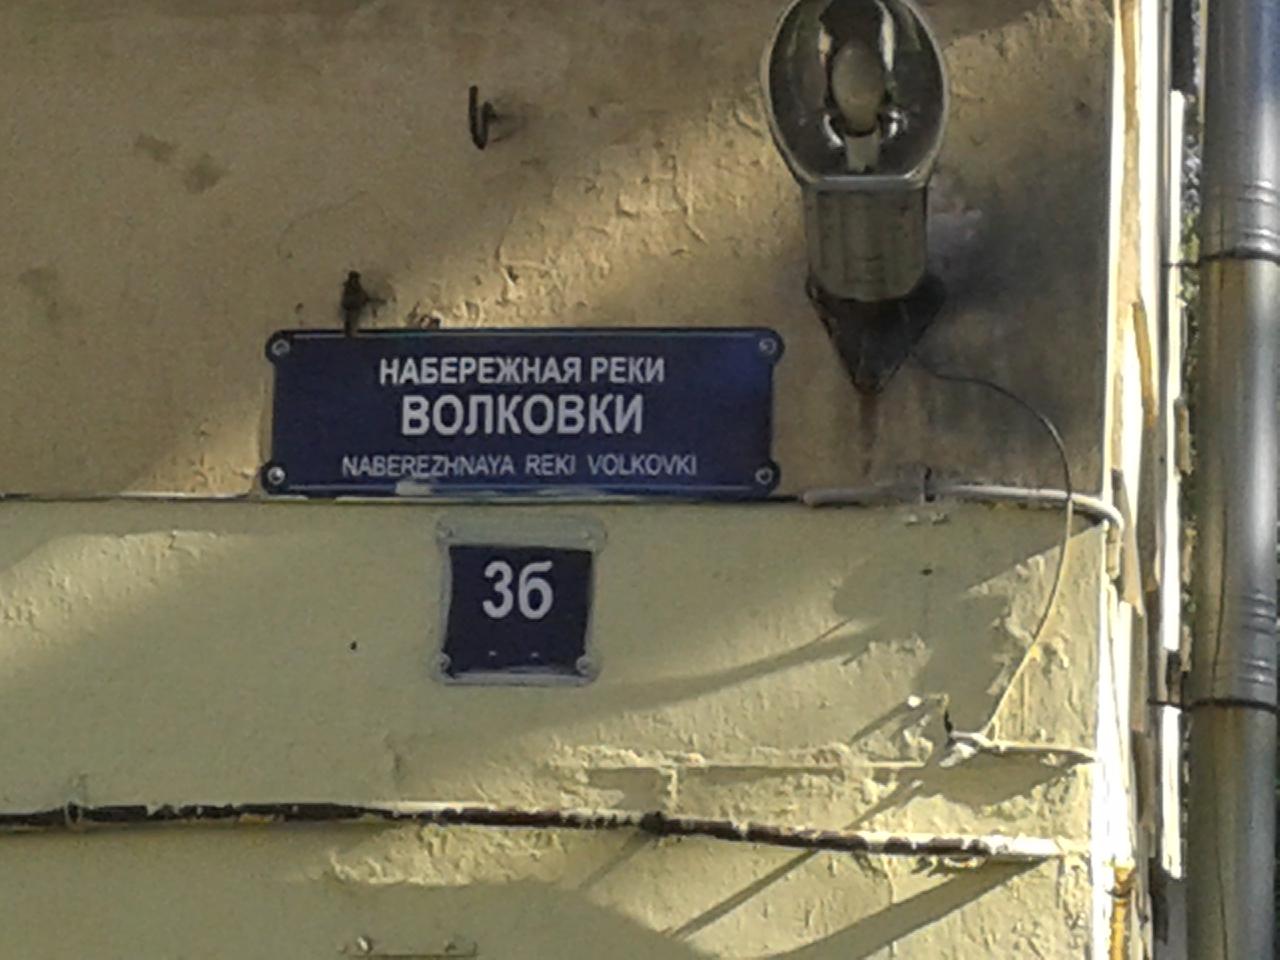 НАБЕРЕЖНАЯ РЕКИ
ВОЛКОВКИ
NABEREZHNAYA REKI VOLKOVKI
3б